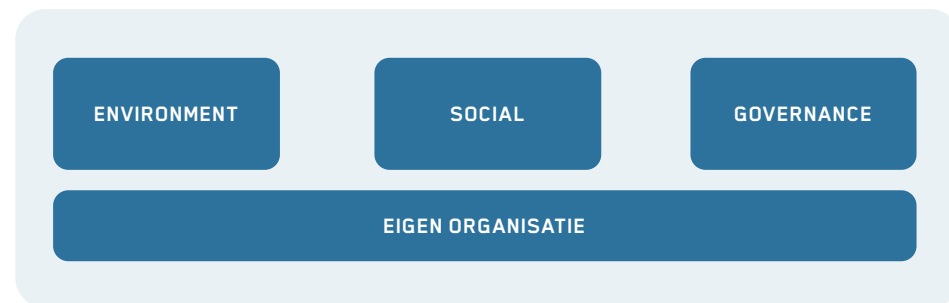 ENVIRONMENT
SOCIAL
GOVERNANCE
EIGEN ORGANISATIE